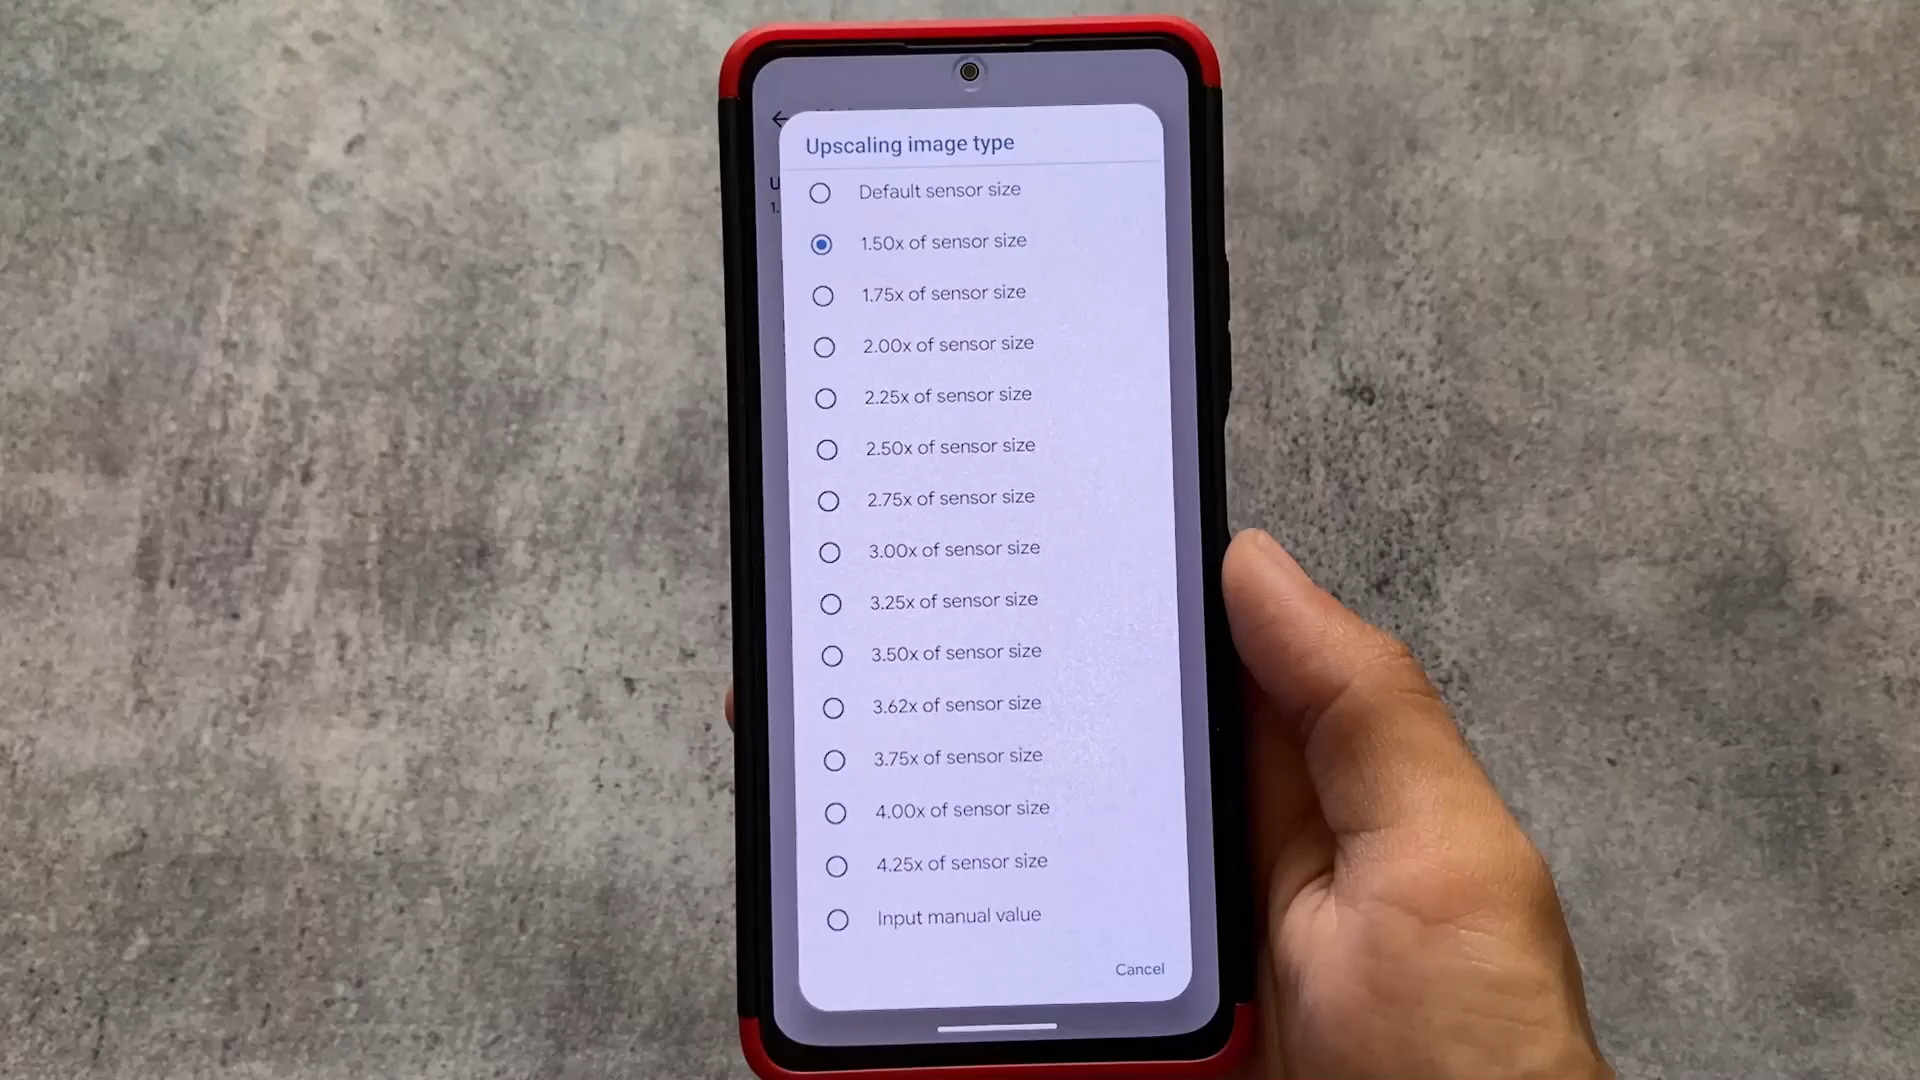 Upscaling image type
Default sensor size
1.50x of sensor size
1.75x of sensor size
2.00x of sensor size
2.25x of sensor size
2.50x of sensor size
2.75x of sensor size
3.00x of sensor size
3.25x of sensor size
3.50x of sensor size
3.62x of sensor size
3.75x of sensor size
4.00x of sensor size
4.25x of sensor size
Input manual value
Cancel